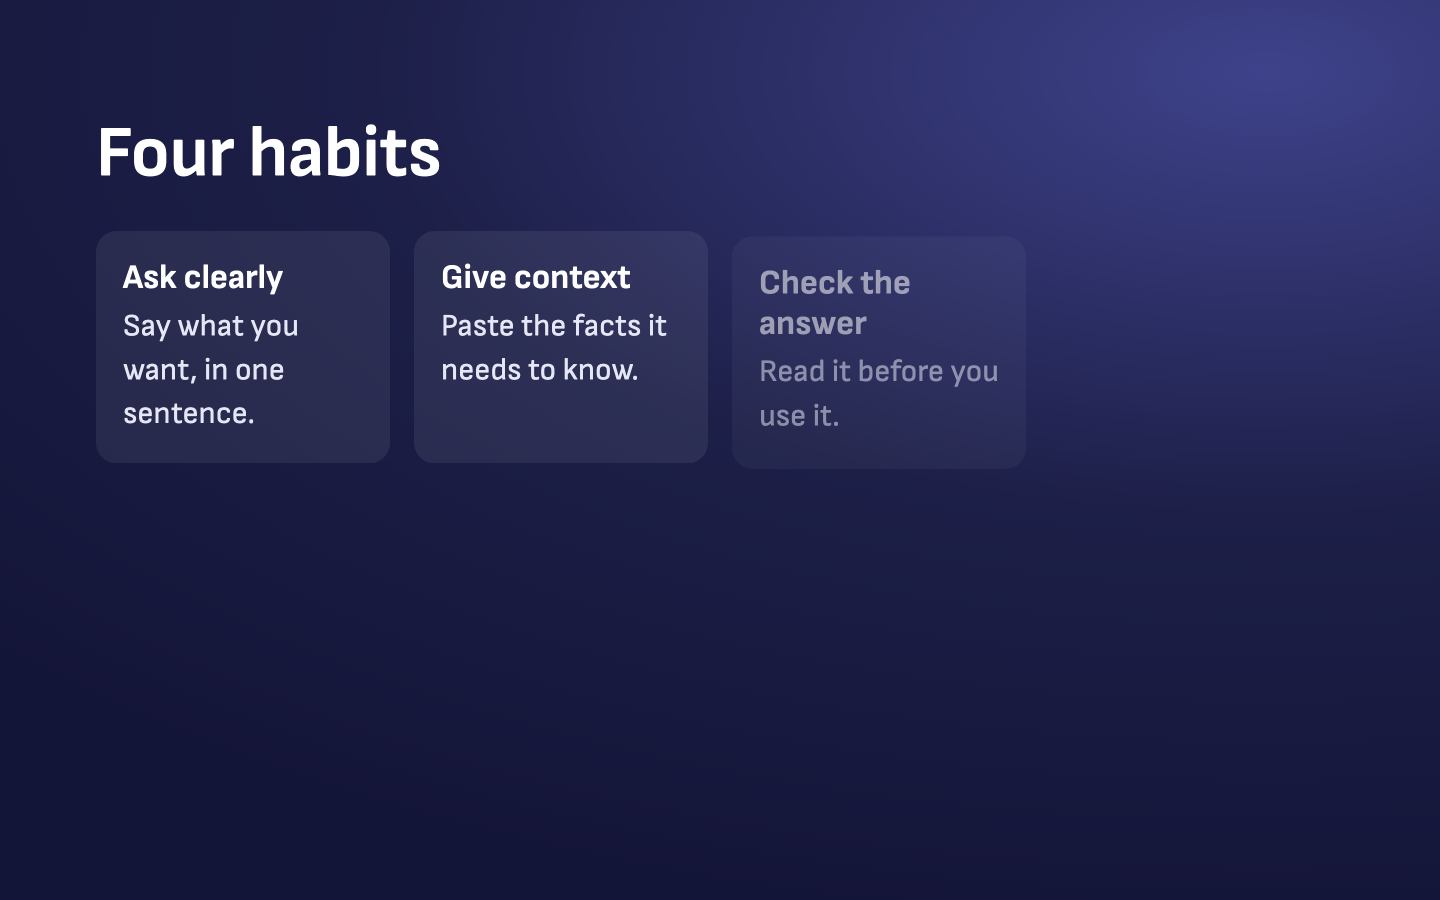 Four habits
Ask clearly
Say what you
want, in one
sentence.
Give context
Paste the facts it
needs to know.
Check the
answer
Read it before you
use it.